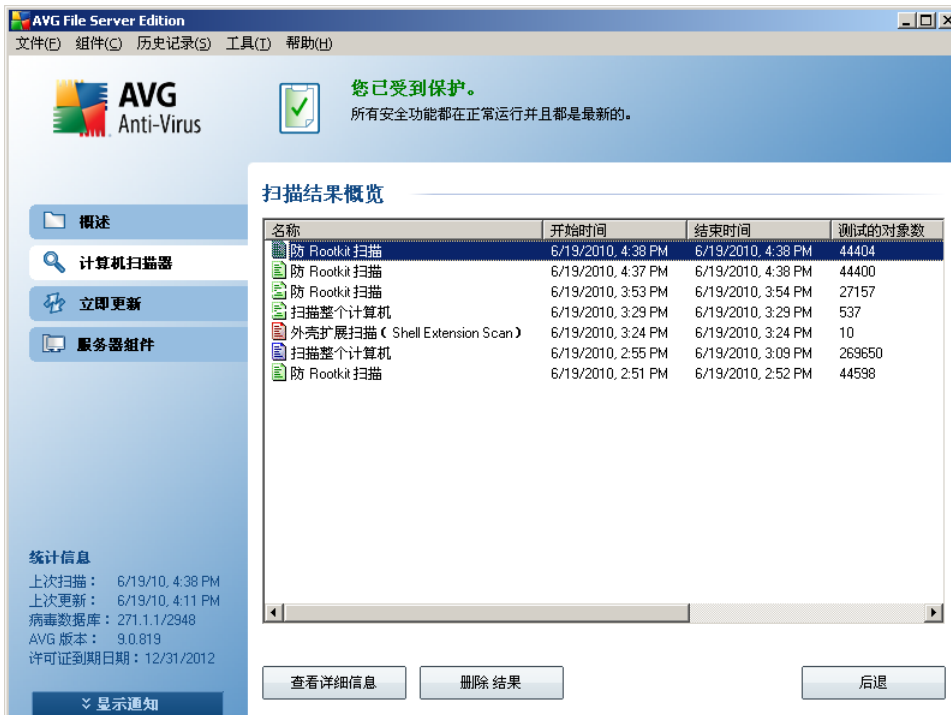 AVG File Server Edition
文件(F) 组件(C) 历史记录(S) 工具(T) 帮助(H)
AVG
Anti-Virus
您已受到保护。
所有安全功能都在正常运行并且都是最新的。
概述
计算机扫描器
立即更新
服务器组件
扫描结果概览
名称 开始时间 结束时间 测试的对象数
防 Rootkit 扫描 6/19/2010, 4:38 PM 6/19/2010, 4:38 PM 44404
防 Rootkit 扫描 6/19/2010, 4:37 PM 6/19/2010, 4:38 PM 44400
防 Rootkit 扫描 6/19/2010, 3:53 PM 6/19/2010, 3:54 PM 27157
扫描整个计算机 6/19/2010, 3:29 PM 6/19/2010, 3:29 PM 537
外壳扩展扫描（Shell Extension Scan） 6/19/2010, 3:24 PM 6/19/2010, 3:24 PM 10
扫描整个计算机 6/19/2010, 2:55 PM 6/19/2010, 3:09 PM 269650
防 Rootkit 扫描 6/19/2010, 2:51 PM 6/19/2010, 2:52 PM 44598
统计信息
上次扫描： 6/19/10, 4:38 PM
上次更新： 6/19/10, 4:11 PM
病毒数据库：271.1.1/2948
AVG 版本： 9.0.819
许可证到期日期：12/31/2012
显示通知
查看详细信息 删除 结果 后退